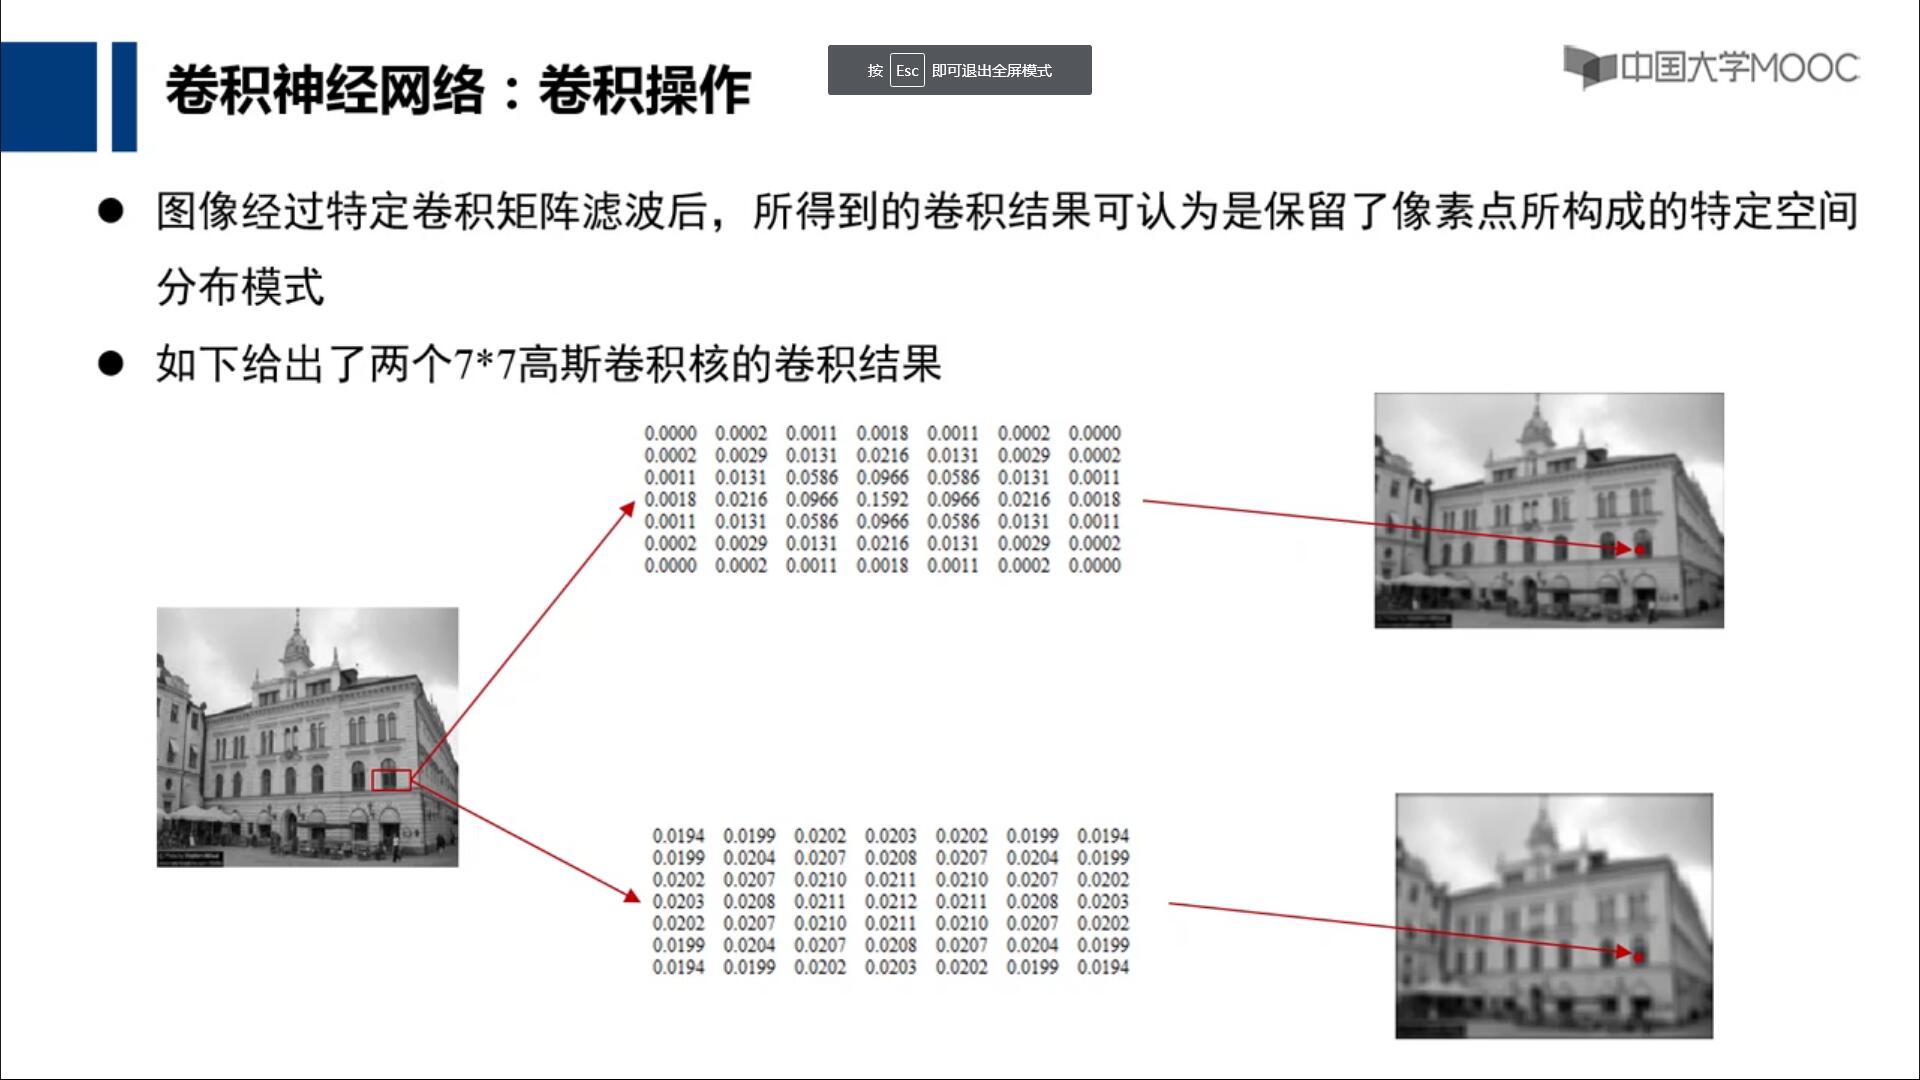 卷积神经网络：卷积操作
按 Esc 即可退出全屏模式
中国大学MOOC
● 图像经过特定卷积矩阵滤波后，所得到的卷积结果可认为是保留了像素点所构成的特定空间
分布模式
● 如下给出了两个7*7高斯卷积核的卷积结果
0.0000 0.0002 0.0011 0.0018 0.0011 0.0002 0.0000
0.0002 0.0029 0.0131 0.0216 0.0131 0.0029 0.0002
0.0011 0.0131 0.0586 0.0966 0.0586 0.0131 0.0011
0.0018 0.0216 0.0966 0.1592 0.0966 0.0216 0.0018
0.0011 0.0131 0.0586 0.0966 0.0586 0.0131 0.0011
0.0002 0.0029 0.0131 0.0216 0.0131 0.0029 0.0002
0.0000 0.0002 0.0011 0.0018 0.0011 0.0002 0.0000
0.0194 0.0199 0.0202 0.0203 0.0202 0.0199 0.0194
0.0199 0.0204 0.0207 0.0208 0.0207 0.0204 0.0199
0.0202 0.0207 0.0210 0.0211 0.0210 0.0207 0.0202
0.0203 0.0208 0.0211 0.0212 0.0211 0.0208 0.0203
0.0202 0.0207 0.0210 0.0211 0.0210 0.0207 0.0202
0.0199 0.0204 0.0207 0.0208 0.0207 0.0204 0.0199
0.0194 0.0199 0.0202 0.0203 0.0202 0.0199 0.0194